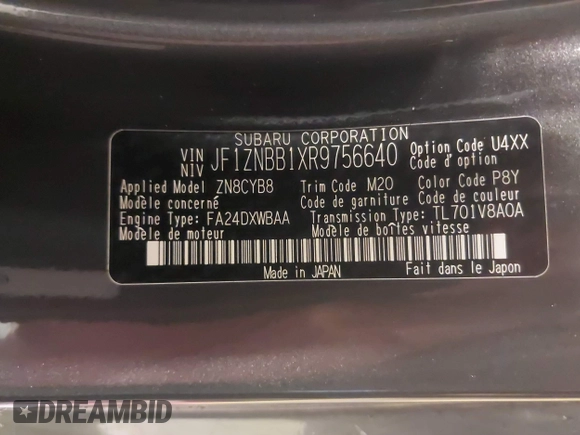 SUBARU CORPORATION
VIN NIV JF1ZNBB1XR9756640 Option Code U4XX
Code d'option
Applied Model ZN8CYB8 Trim Code M20 Color Code P8Y
Modèle Code de garniture Code de couleur
Engine Type: FA24DXWBAA Transmission Type: TL701V8AOA
Modèle de moteur Modèle de boîtes vitesse
Made in JAPAN Fait dans le Japon
DREAMBID